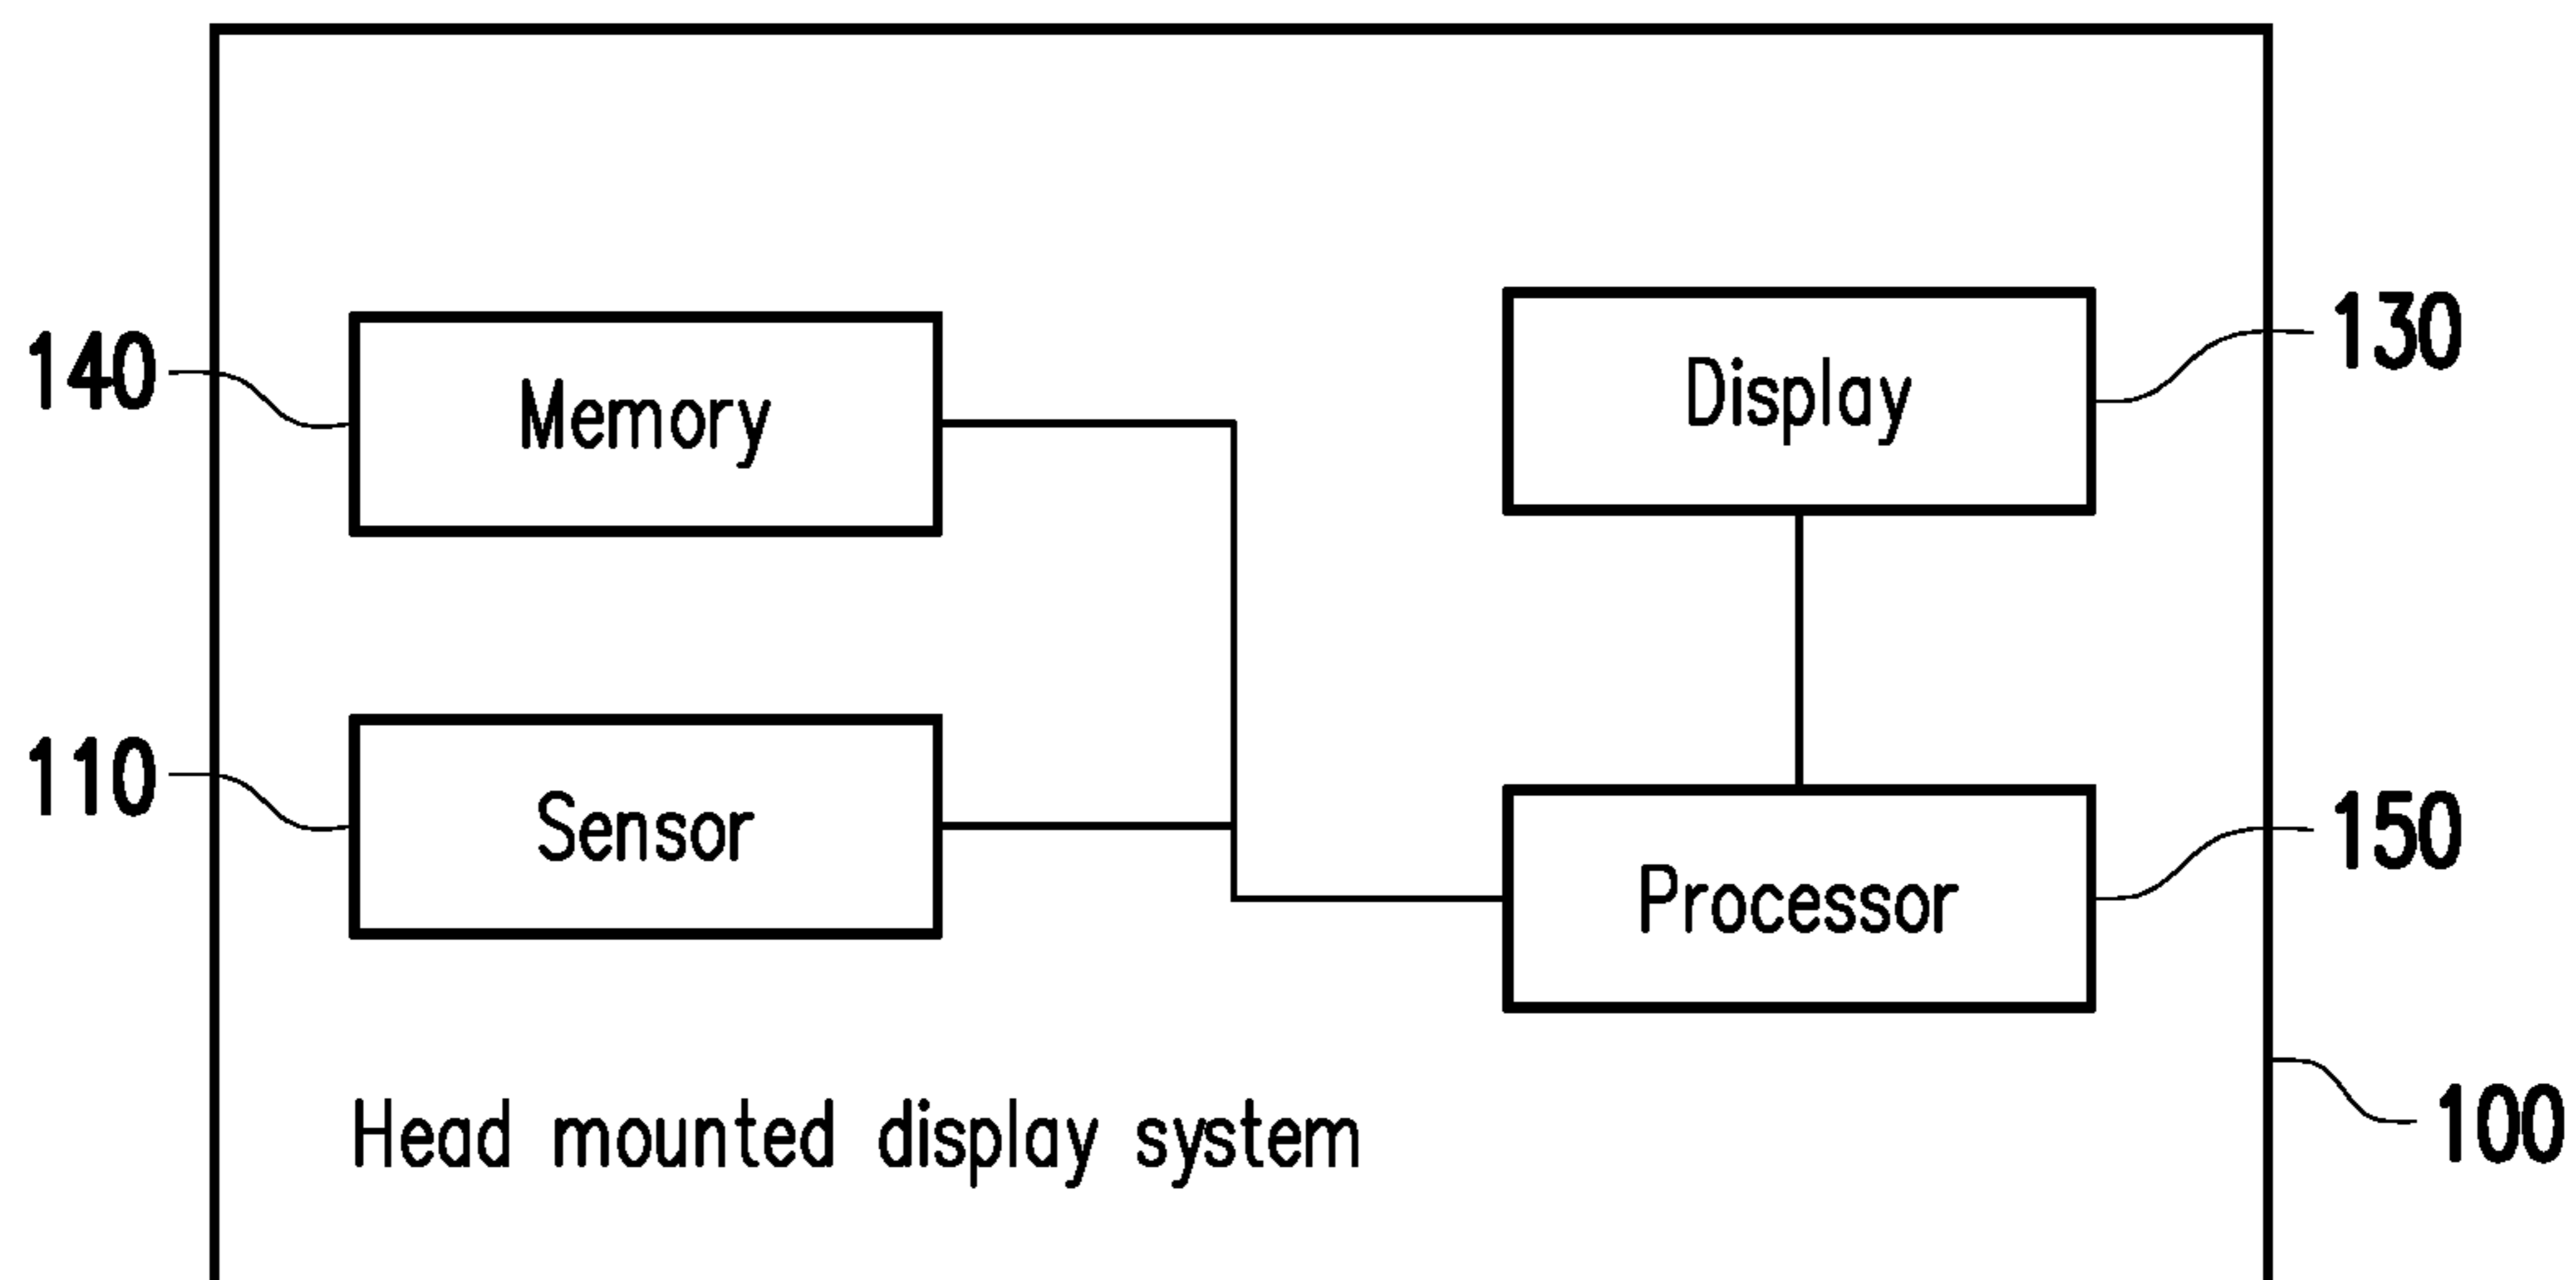 130
140
Display
Memory
110
150
Sensor
Processor
100
Head mounted display system